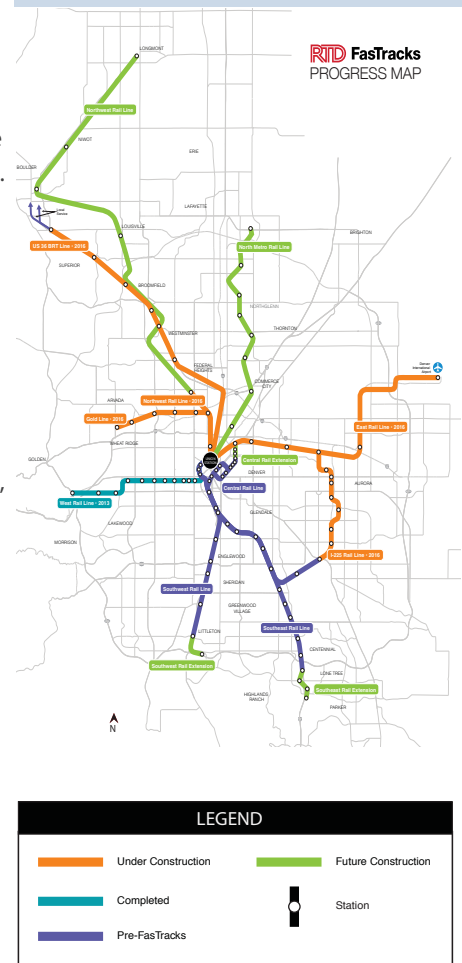 RTD FasTracks
PROGRESS MAP
LONGMONT
Northwest Rail Line
NIWOT
ERIE
BOULDER
LAFAYETTE
LOUISVILLE
BRIGHTON
US 36 BRT Line - 2016
North Metro Rail Line
SUPERIOR
BROOMFIELD
NORTHGLENN
WESTMINSTER
THORNTON
FEDERAL
HEIGHTS
Denver
International
Airport
COMMERCE
CITY
ARVADA
Northwest Rail Line - 2016
Gold Line - 2016
East Rail Line - 2016
WHEAT RIDGE
GOLDEN
Central Rail Extension
DENVER
AURORA
Central Rail Line
West Rail Line - 2013
GLENDALE
LAKEWOOD
MORRISON
ENGLEWOOD
I-225 Rail Line - 2016
SHERIDAN
Southwest Rail Line
GREENWOOD
VILLAGE
LITTLETON
Southeast Rail Line
CENTENNIAL
Southwest Rail Extension
LONE TREE
Southeast Rail Extension
HIGHLANDS
RANCH
PARKER
N
LEGEND
Under Construction
Future Construction
Completed
Station
Pre-FasTracks